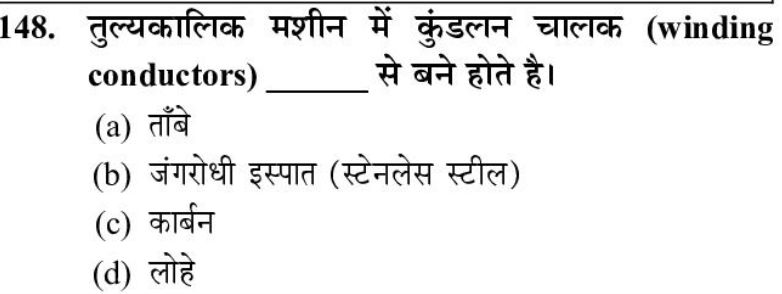 148. तुल्यकालिक मशीन में कुंडलन चालक (winding
conductors) ______ से बने होते है।
(a) ताँबे
(b) जंगरोधी इस्पात (स्टेनलेस स्टील)
(c) कार्बन
(d) लोहे